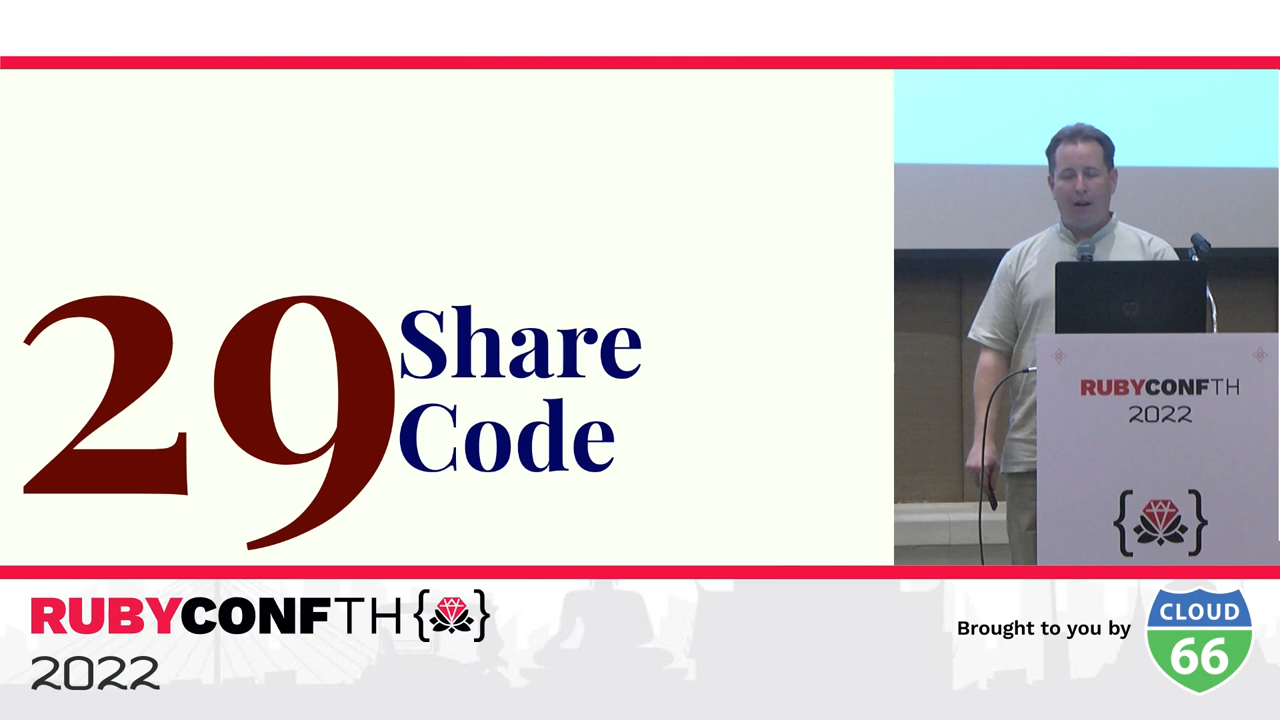 29
Share
Code
RUBYCONFTH
2022
RUBYCONFTH
2022
Brought to you by
CLOUD
66